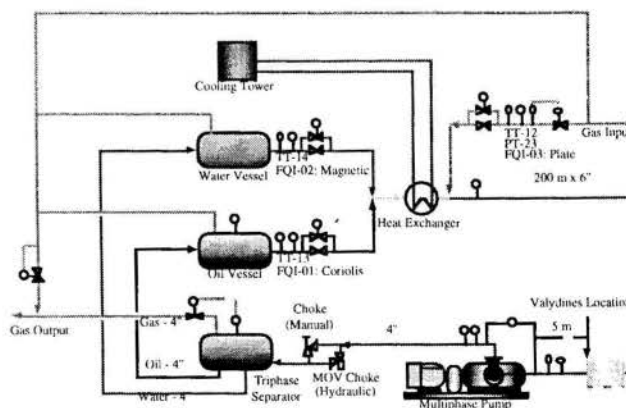 Cooling Tower
TT-12
PT-23
FQI-03: Plate
Gas Input
TT-14
FQI-02: Magnetic
Water Vessel
200 m x 6"
Heat Exchanger
TT-13
FQI-01: Coriolis
Oil Vessel
Valydines Location
Choke
(Manual)
Gas Output
Gas - 4"
4"
5 m
Oil - 4"
Triphase
Separator
MOV Choke
(Hydraulic)
Water - 4
Multiphase Pump